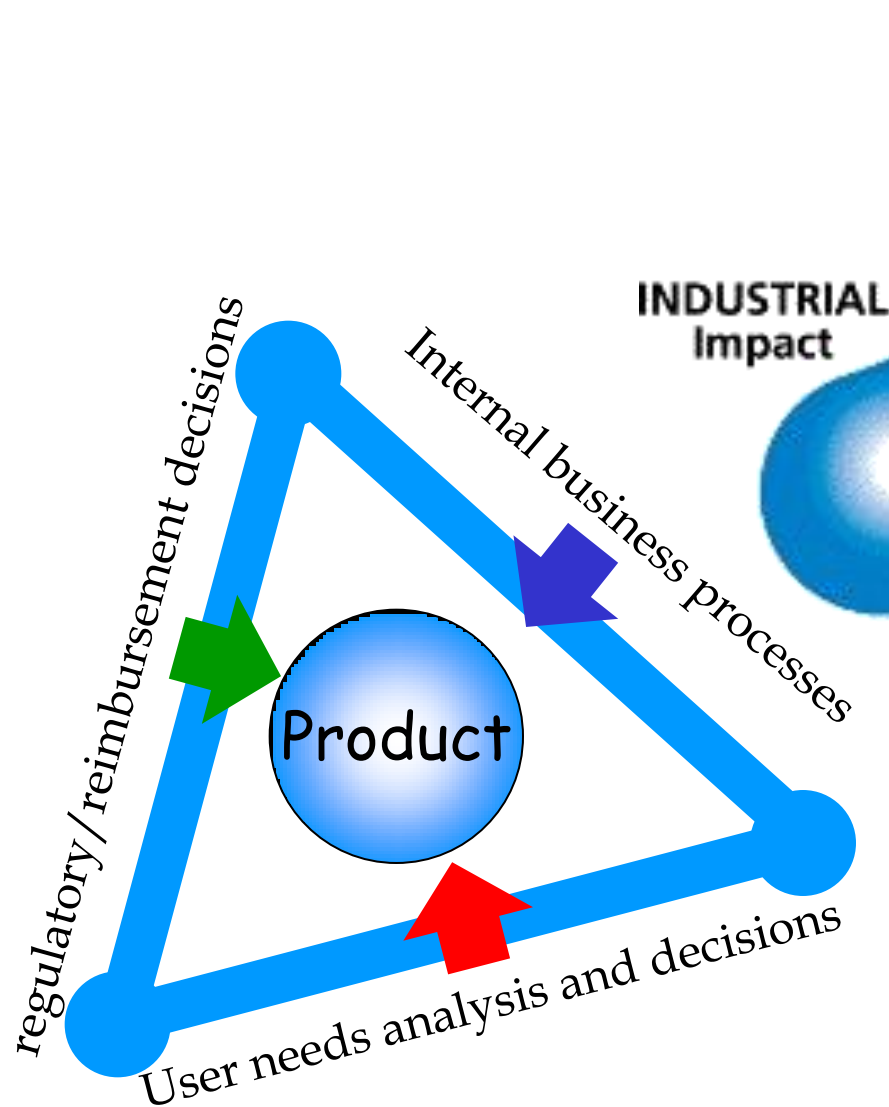 INDUSTRIAL
Impact
Internal business processes
regulatory/reimbursement decisions
Product
User needs analysis and decisions